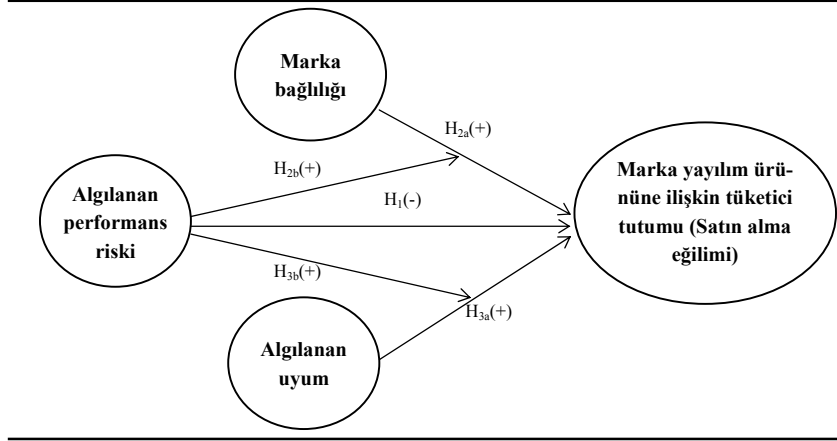 Marka
bağlılığı
H2a(+)
H2b(+)
Algılanan
performans
riski
H1(-)
Marka yayılım ürü-
nüne ilişkin tüketici
tutumu (Satın alma
eğilimi)
H3b(+)
H3a(+)
Algılanan
uyum